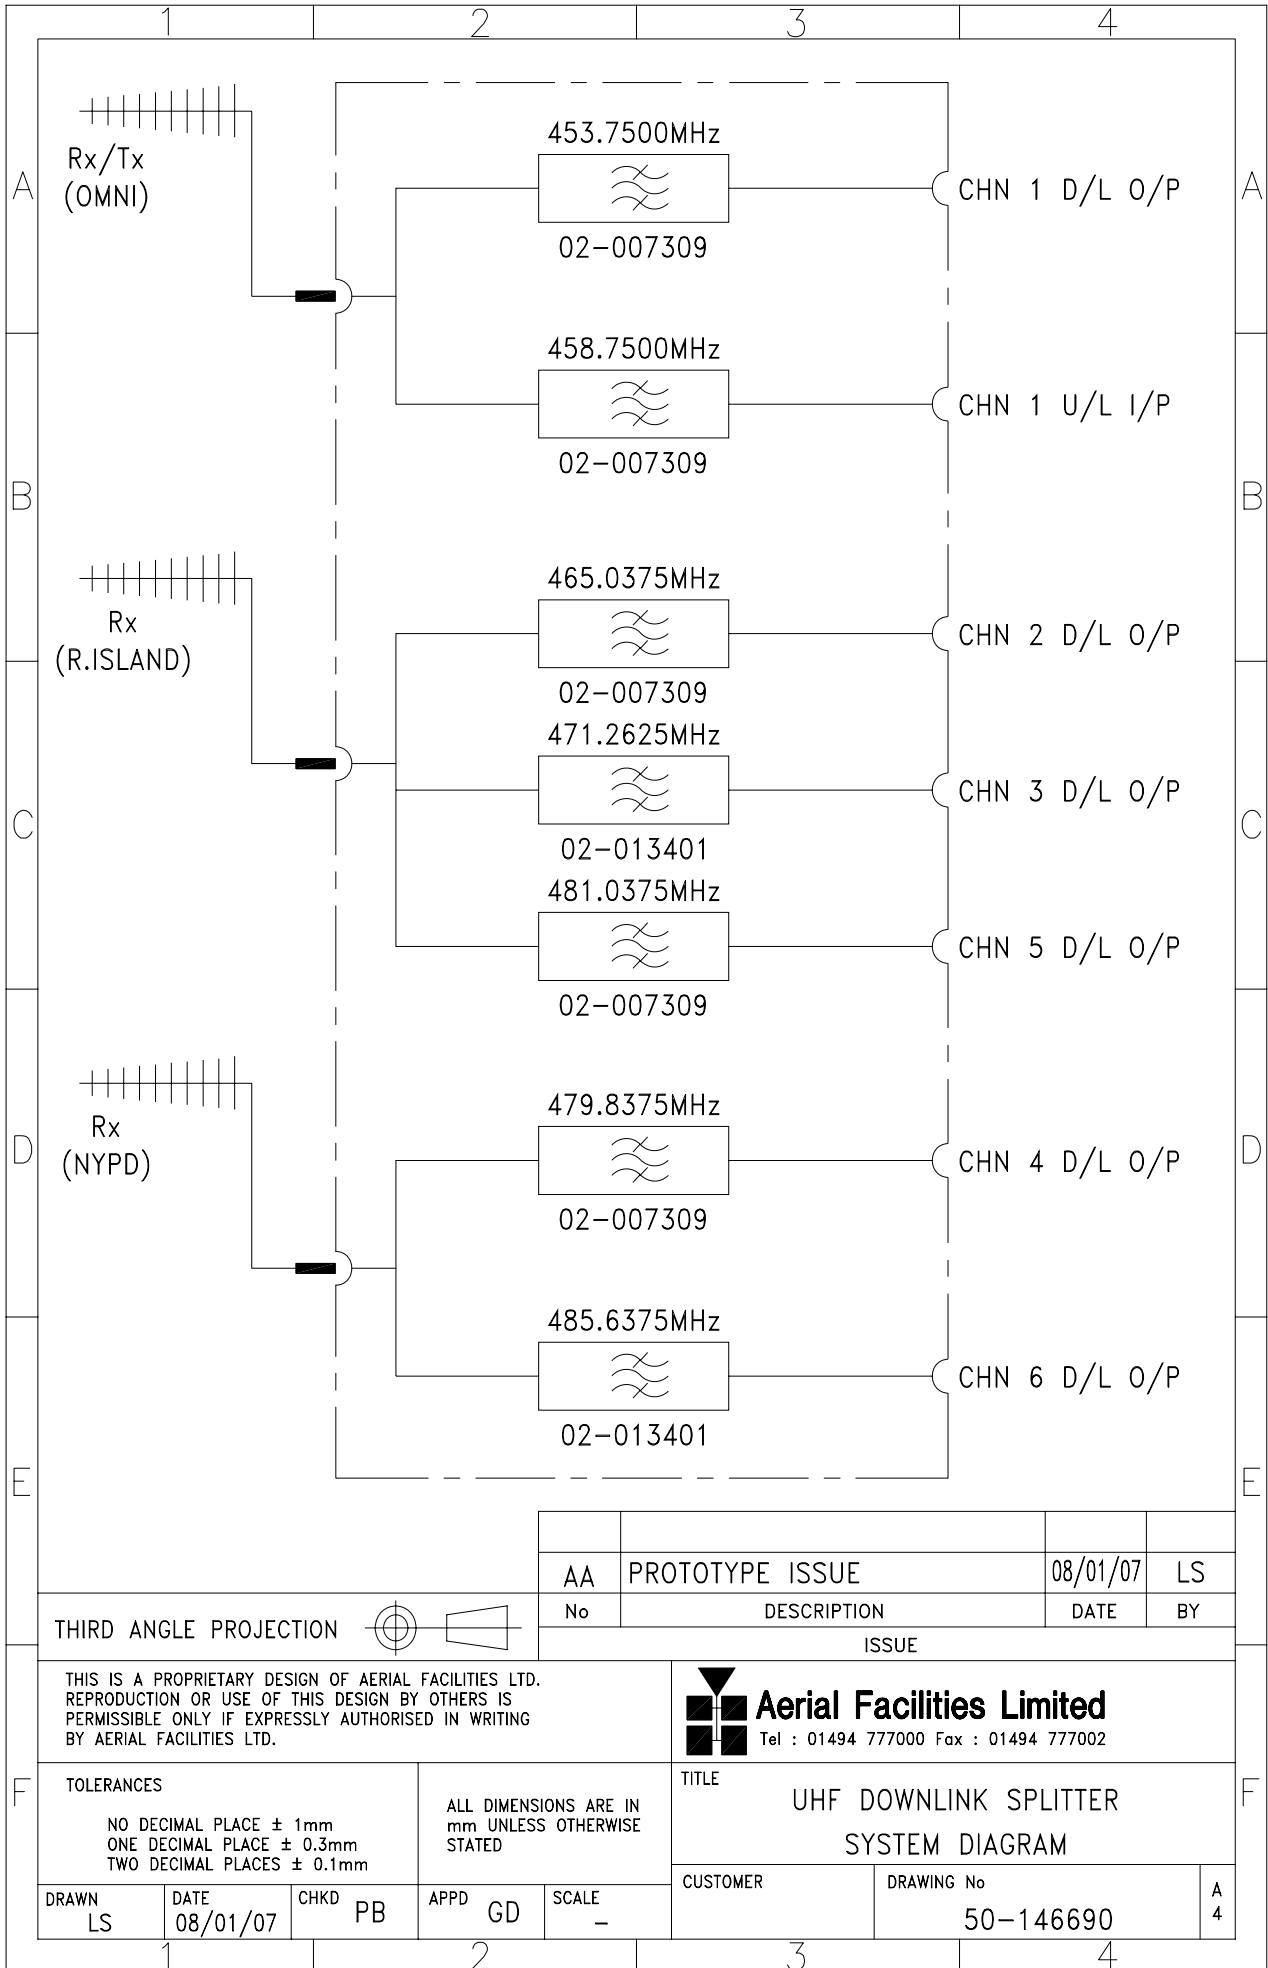 1 2 3 4
A A
B B
C C
D D
E E
F F
Rx/Tx
(OMNI)
453.7500MHz
02-007309
CHN 1 D/L O/P
458.7500MHz
02-007309
CHN 1 U/L I/P
Rx
(R.ISLAND)
465.0375MHz
02-007309
CHN 2 D/L O/P
471.2625MHz
02-013401
CHN 3 D/L O/P
481.0375MHz
02-007309
CHN 5 D/L O/P
Rx
(NYPD)
479.8375MHz
02-007309
CHN 4 D/L O/P
485.6375MHz
02-013401
CHN 6 D/L O/P
AA PROTOTYPE ISSUE 08/01/07 LS
No DESCRIPTION DATE BY
ISSUE
THIRD ANGLE PROJECTION
THIS IS A PROPRIETARY DESIGN OF AERIAL FACILITIES LTD.
REPRODUCTION OR USE OF THIS DESIGN BY OTHERS IS
PERMISSIBLE ONLY IF EXPRESSLY AUTHORISED IN WRITING
BY AERIAL FACILITIES LTD.
Aerial Facilities Limited
Tel : 01494 777000 Fax : 01494 777002
TOLERANCES
NO DECIMAL PLACE ± 1mm
ONE DECIMAL PLACE ± 0.3mm
TWO DECIMAL PLACES ± 0.1mm
ALL DIMENSIONS ARE IN
mm UNLESS OTHERWISE
STATED
TITLE
UHF DOWNLINK SPLITTER
SYSTEM DIAGRAM
CUSTOMER
DRAWING No
50-146690
A
4
DRAWN
LS
DATE
08/01/07
CHKD PB
APPD GD
SCALE
–
1 2 3 4